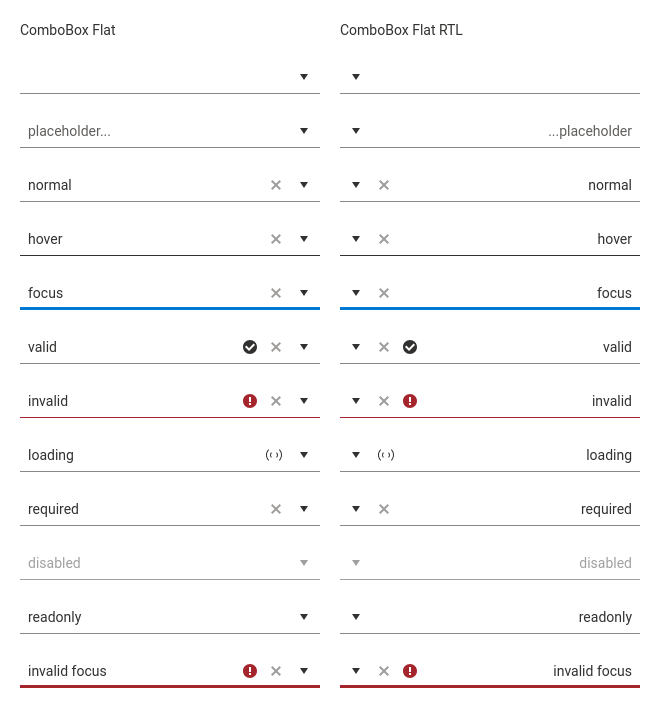 ComboBox Flat
ComboBox Flat RTL
placeholder...
...placeholder
normal
normal
hover
hover
focus
focus
valid
valid
invalid
invalid
loading
loading
required
required
disabled
disabled
readonly
readonly
invalid focus
invalid focus